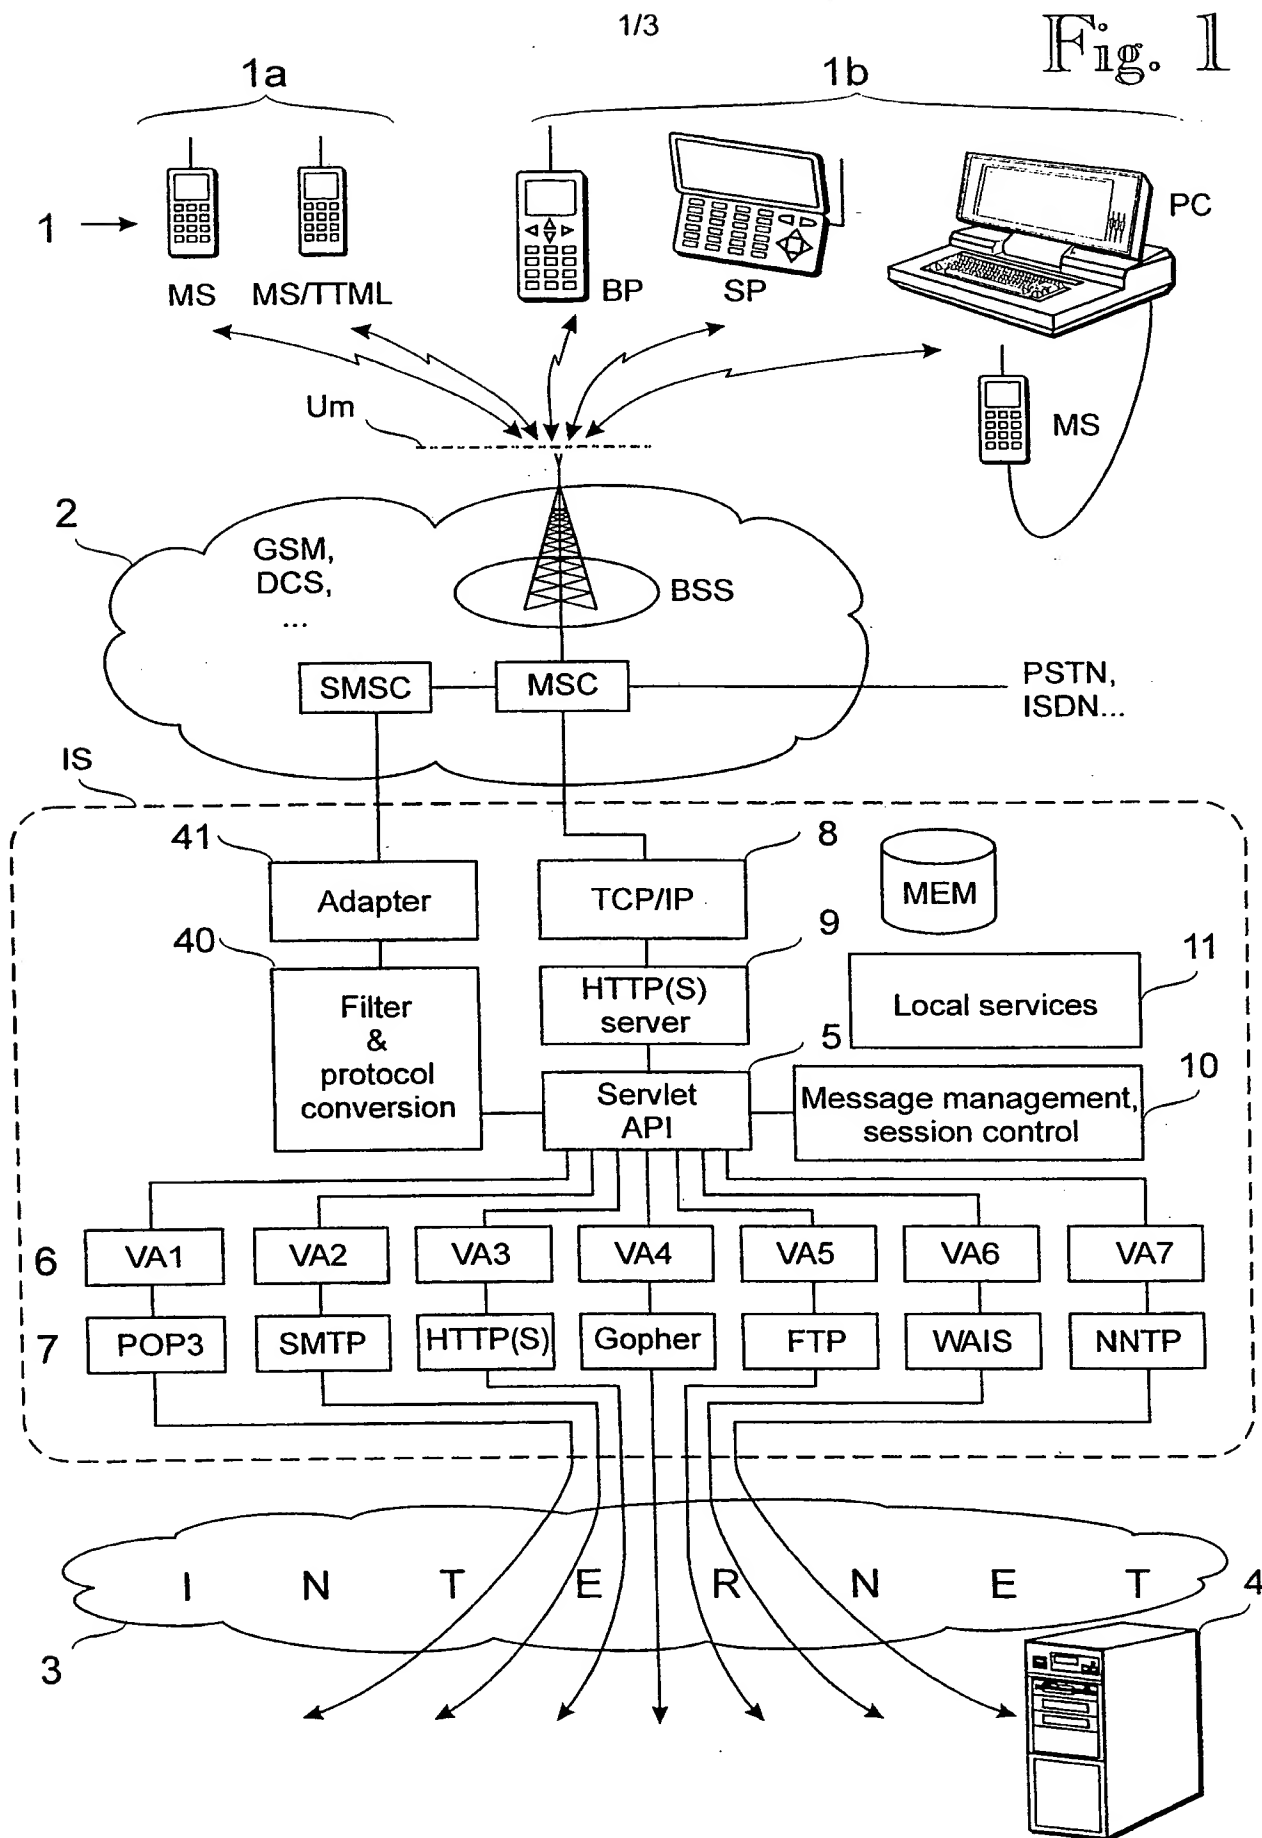 1/3
Fig. 1
1a
1b
1
MS
MS/TTML
BP
SP
PC
MS
Um
2
GSM,
DCS,
...
BSS
SMSC
MSC
PSTN,
ISDN...
IS
41
Adapter
8
TCP/IP
MEM
40
Filter
&
protocol
conversion
9
HTTP(S)
server
11
Local services
5
Servlet
API
10
Message management,
session control
6
VA1
VA2
VA3
VA4
VA5
VA6
VA7
7
POP3
SMTP
HTTP(S)
Gopher
FTP
WAIS
NNTP
I N T E R N E T
3
4